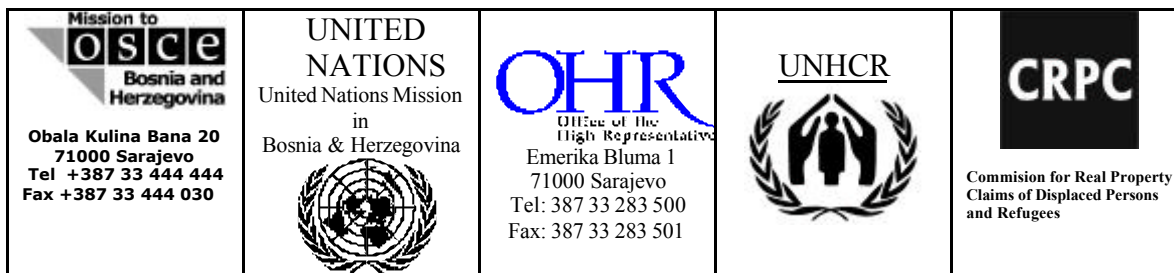 Mission to
osce
Bosnia and
Herzegovina
Obala Kulina Bana 20
71000 Sarajevo
Tel +387 33 444 444
Fax +387 33 444 030
UNITED
NATIONS
United Nations Mission
in
Bosnia & Herzegovina
OHR
Office of the
High Representative
Emerika Bluma 1
71000 Sarajevo
Tel: 387 33 283 500
Fax: 387 33 283 501
UNHCR
CRPC
Commision for Real Property
Claims of Displaced Persons
and Refugees